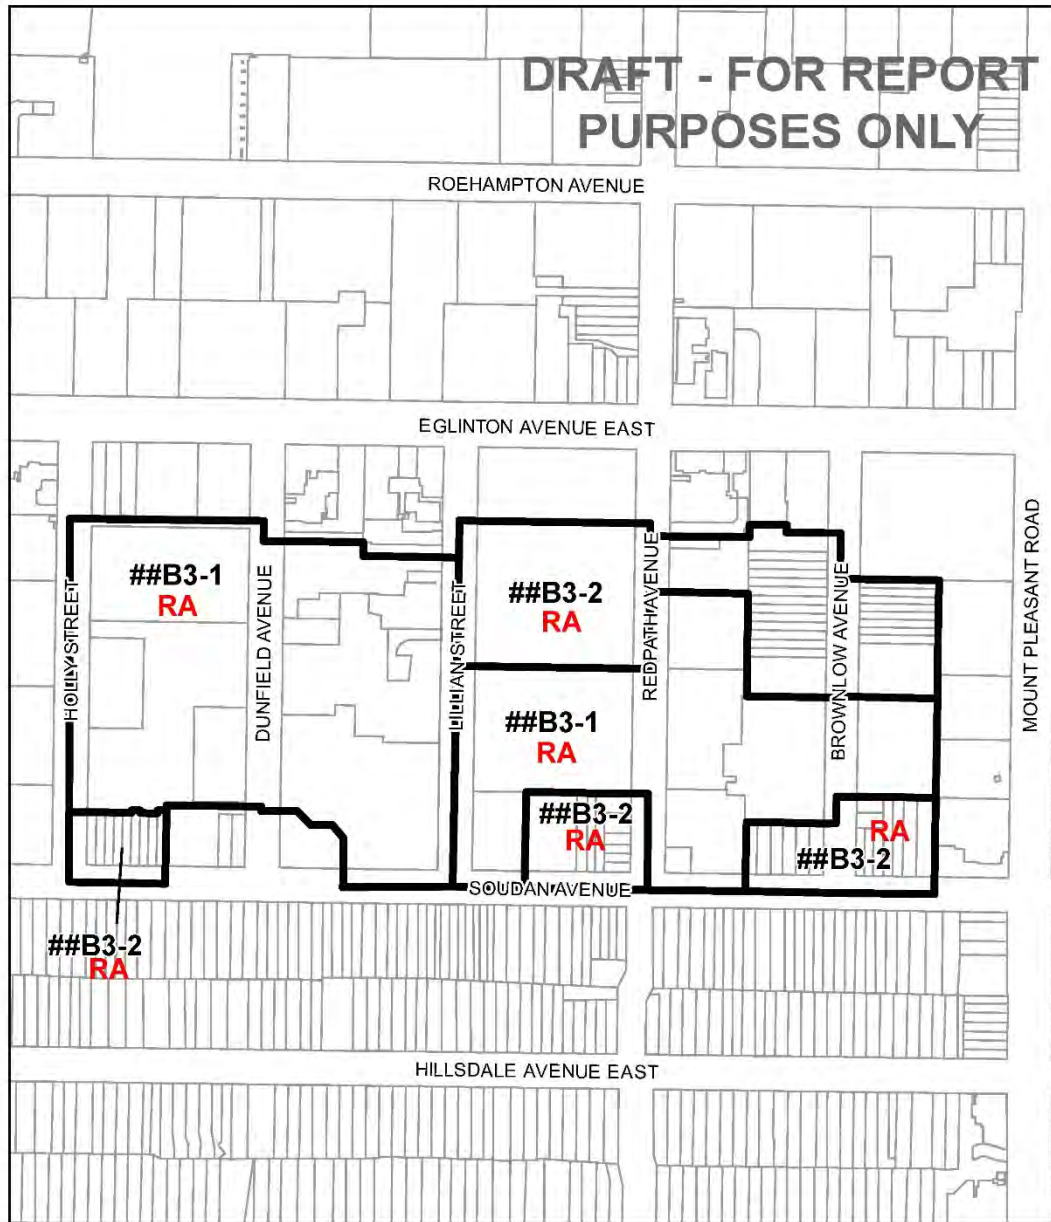 DRAFT - FOR REPORT
PURPOSES ONLY
ROEHAMPTON AVENUE
EGLINTON AVENUE EAST
MOUNT PLEASANT ROAD
HOLLY STREET
##B3-1
RA
DUNFIELD AVENUE
LILLIAN STREET
##B3-2
RA
REDPATH AVENUE
BROWNLOW AVENUE
##B3-1
RA
##B3-2
RA
RA
##B3-2
SOUDAN AVENUE
##B3-2
RA
HILLSDALE AVENUE EAST